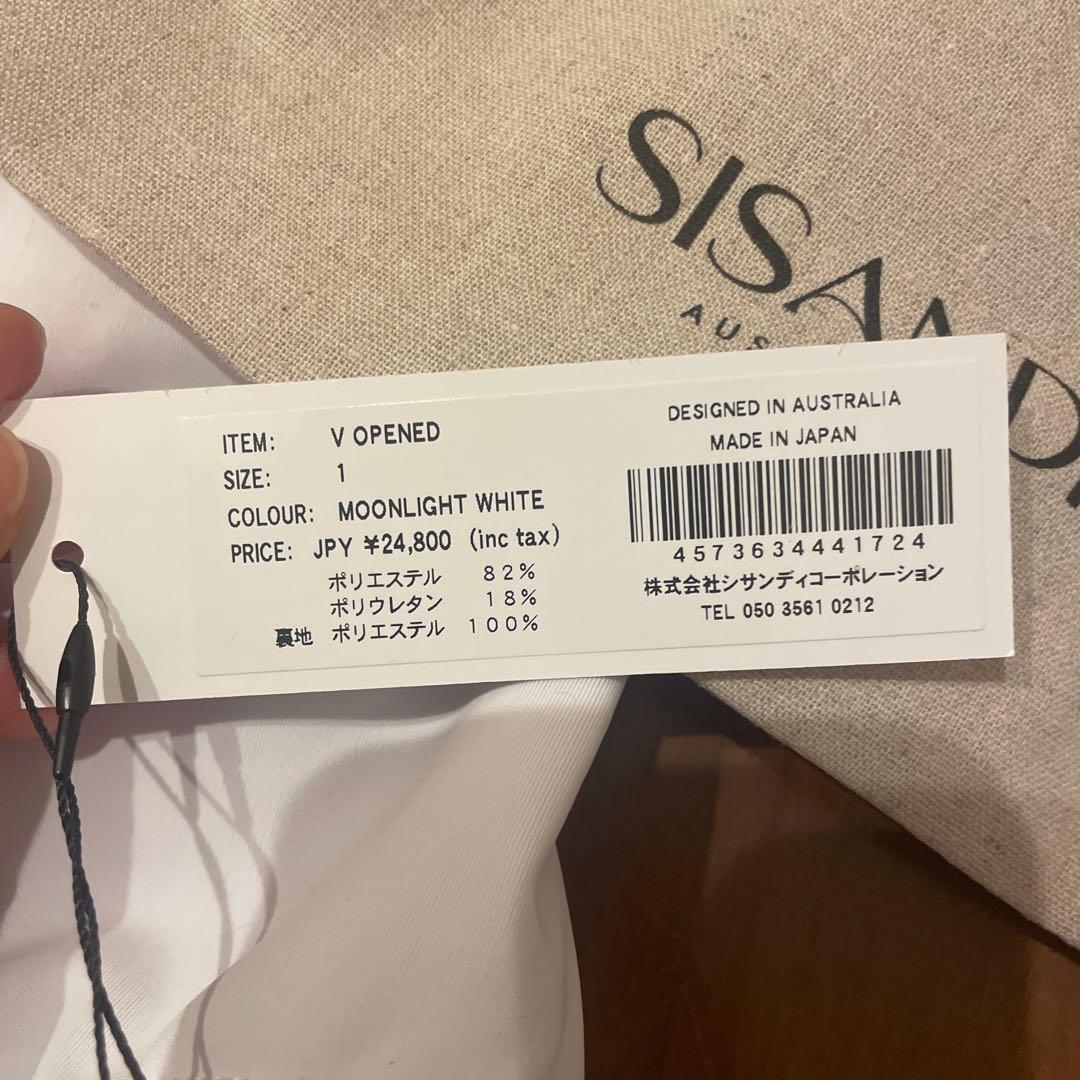 SISANDI
AUS
ITEM: V OPENED
SIZE: 1
COLOUR: MOONLIGHT WHITE
PRICE: JPY ¥24,800 (inc tax)
ポリエステル 82%
ポリウレタン 18%
裏地 ポリエステル 100%
DESIGNED IN AUSTRALIA
MADE IN JAPAN
4573634441724
株式会社シサンディコーポレーション
TEL 050 3561 0212